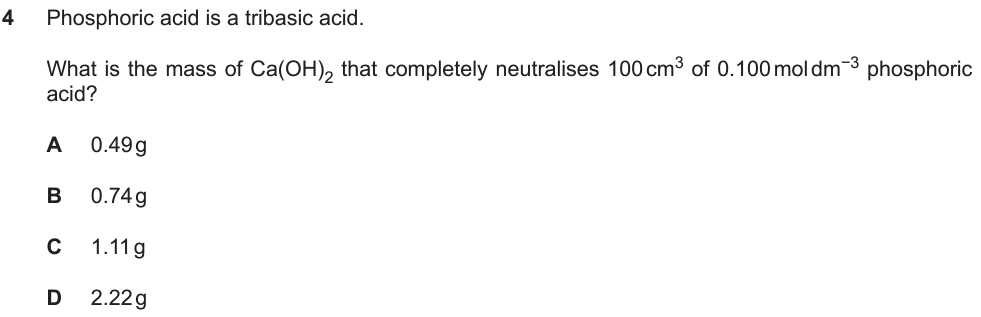 4 Phosphoric acid is a tribasic acid.
What is the mass of Ca(OH)₂ that completely neutralises 100 cm³ of 0.100 mol dm⁻³ phosphoric
acid?
A 0.49 g
B 0.74 g
C 1.11 g
D 2.22 g